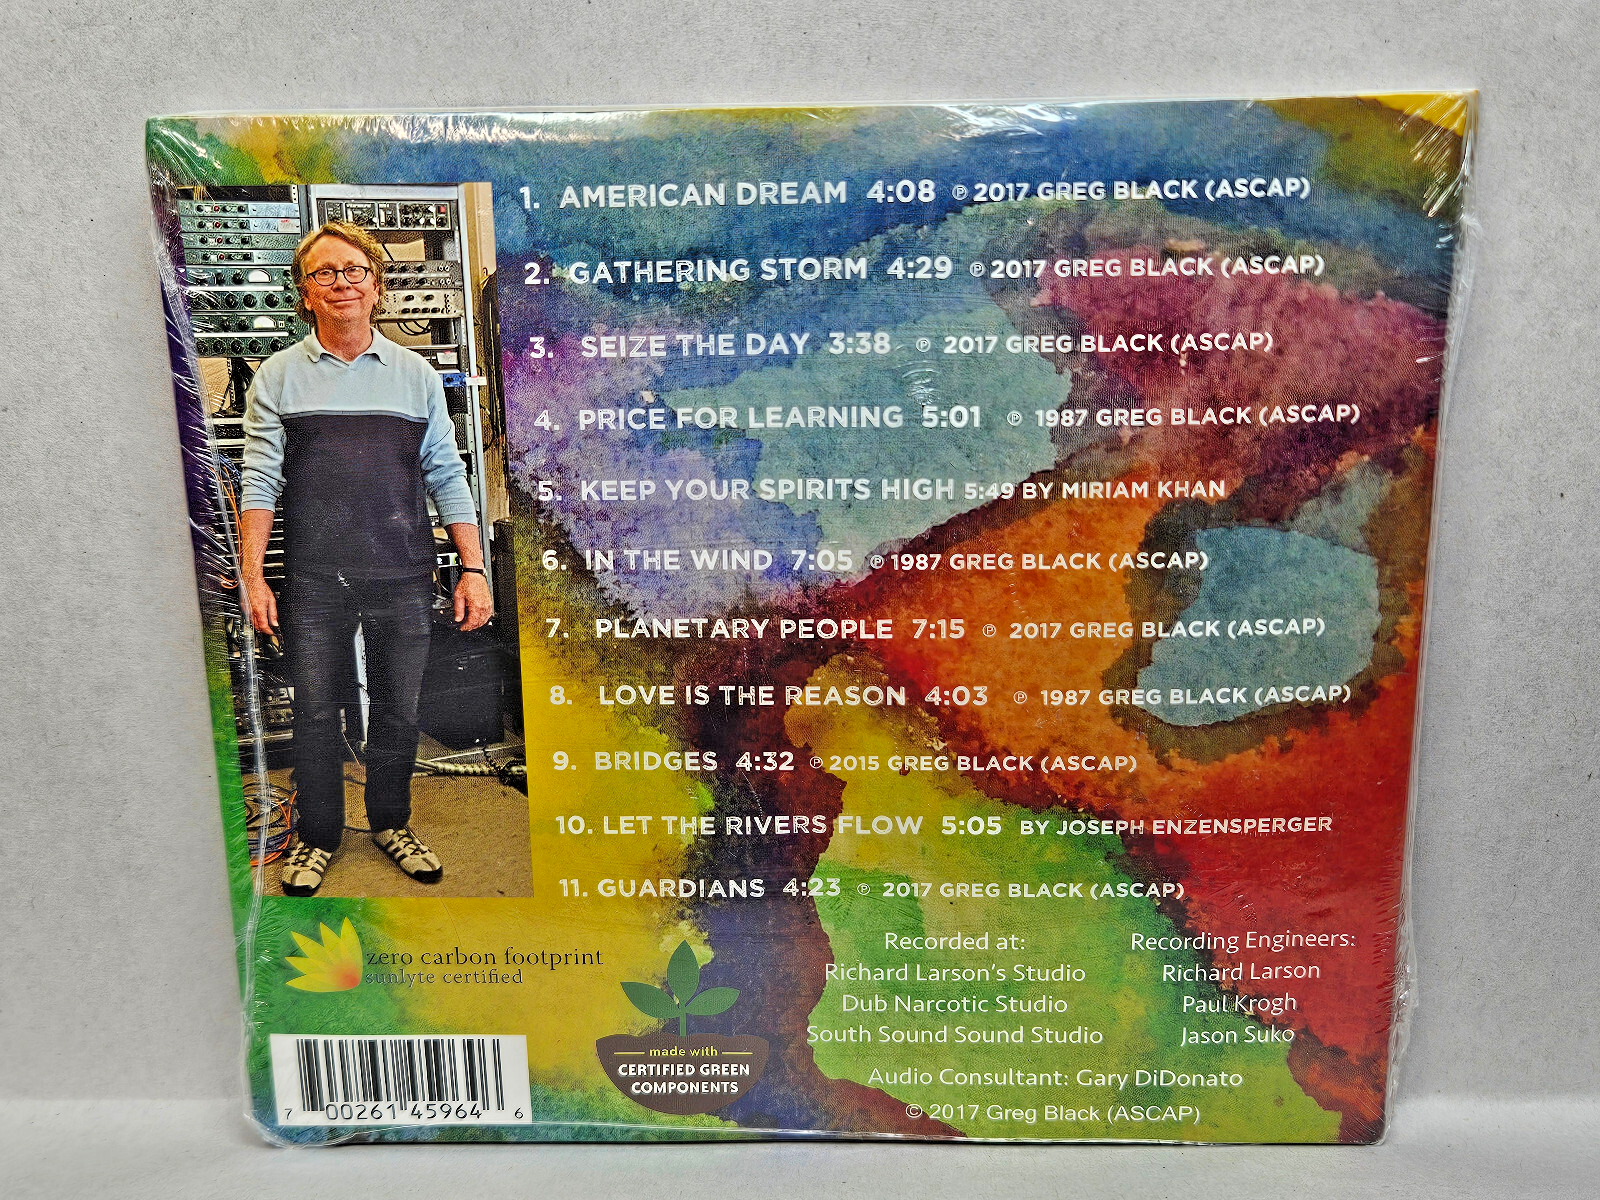 1. AMERICAN DREAM 4:08 ℗ 2017 GREG BLACK (ASCAP)
2. GATHERING STORM 4:29 ℗ 2017 GREG BLACK (ASCAP)
3. SEIZE THE DAY 3:38 ℗ 2017 GREG BLACK (ASCAP)
4. PRICE FOR LEARNING 5:01 ℗ 1987 GREG BLACK (ASCAP)
5. KEEP YOUR SPIRITS HIGH 5:49 BY MIRIAM KHAN
6. IN THE WIND 7:05 ℗ 1987 GREG BLACK (ASCAP)
7. PLANETARY PEOPLE 7:15 ℗ 2017 GREG BLACK (ASCAP)
8. LOVE IS THE REASON 4:03 ℗ 1987 GREG BLACK (ASCAP)
9. BRIDGES 4:32 ℗ 2015 GREG BLACK (ASCAP)
10. LET THE RIVERS FLOW 5:05 BY JOSEPH ENZENSPERGER
11. GUARDIANS 4:23 ℗ 2017 GREG BLACK (ASCAP)
zero carbon footprint
sunlyte certified
made with
CERTIFIED GREEN
COMPONENTS
Recorded at:
Richard Larson's Studio
Dub Narcotic Studio
South Sound Sound Studio
Recording Engineers:
Richard Larson
Paul Krogh
Jason Suko
Audio Consultant: Gary DiDonato
© 2017 Greg Black (ASCAP)
7 00261 45964 6